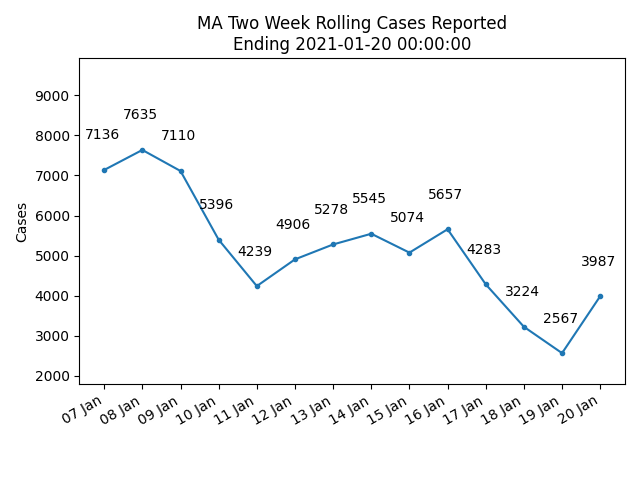 MA Two Week Rolling Cases Reported
Ending 2021-01-20 00:00:00
Cases
9000
8000
7000
6000
5000
4000
3000
2000
7136
7635
7110
5396
4239
4906
5278
5545
5074
5657
4283
3224
2567
3987
07 Jan
08 Jan
09 Jan
10 Jan
11 Jan
12 Jan
13 Jan
14 Jan
15 Jan
16 Jan
17 Jan
18 Jan
19 Jan
20 Jan